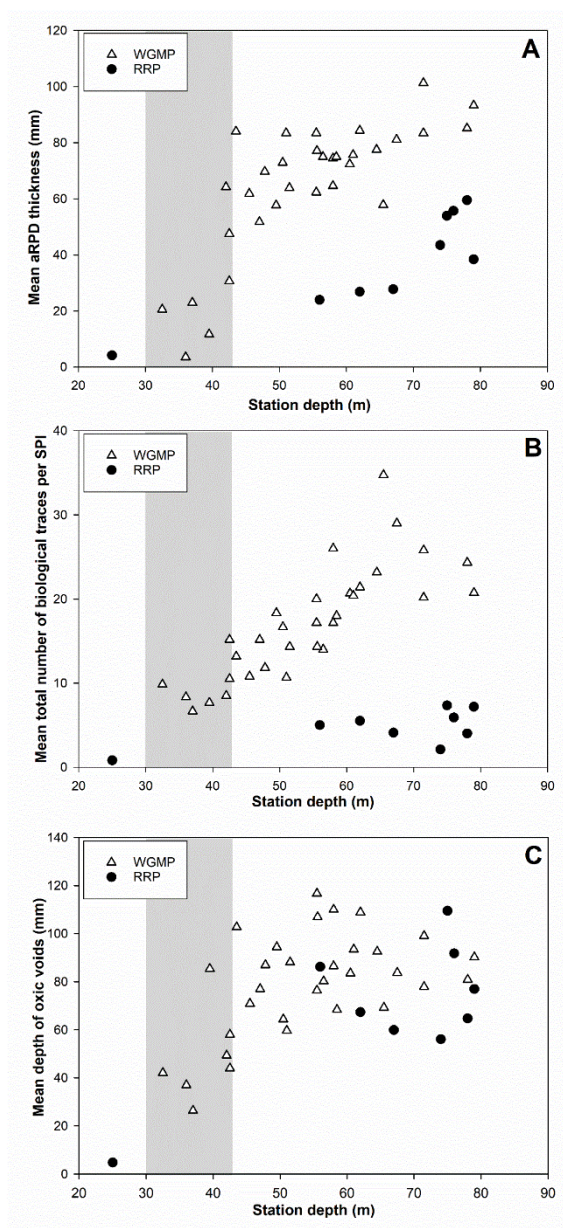 A
WGMP
RRP
120
100
80
60
40
20
0
Mean aRPD thickness (mm)
20 30 40 50 60 70 80 90
Station depth (m)
B
WGMP
RRP
40
30
20
10
0
Mean total number of biological traces per SPI
20 30 40 50 60 70 80 90
Station depth (m)
C
WGMP
RRP
140
120
100
80
60
40
20
0
Mean depth of oxic voids (mm)
20 30 40 50 60 70 80 90
Station depth (m)